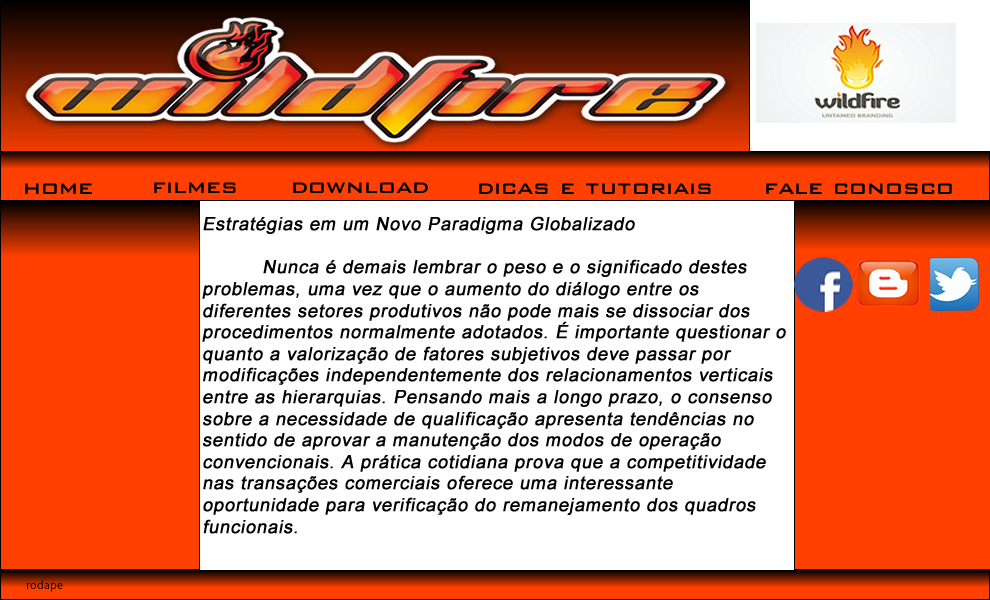 wildfire
wildfire
UNTAMED BRANDING
HOME FILMES DOWNLOAD DICAS E TUTORIAIS FALE CONOSCO
Estratégias em um Novo Paradigma Globalizado
Nunca é demais lembrar o peso e o significado destes
problemas, uma vez que o aumento do diálogo entre os
diferentes setores produtivos não pode mais se dissociar dos
procedimentos normalmente adotados. É importante questionar o
quanto a valorização de fatores subjetivos deve passar por
modificações independentemente dos relacionamentos verticais
entre as hierarquias. Pensando mais a longo prazo, o consenso
sobre a necessidade de qualificação apresenta tendências no
sentido de aprovar a manutenção dos modos de operação
convencionais. A prática cotidiana prova que a competitividade
nas transações comerciais oferece uma interessante
oportunidade para verificação do remanejamento dos quadros
funcionais.
rodape